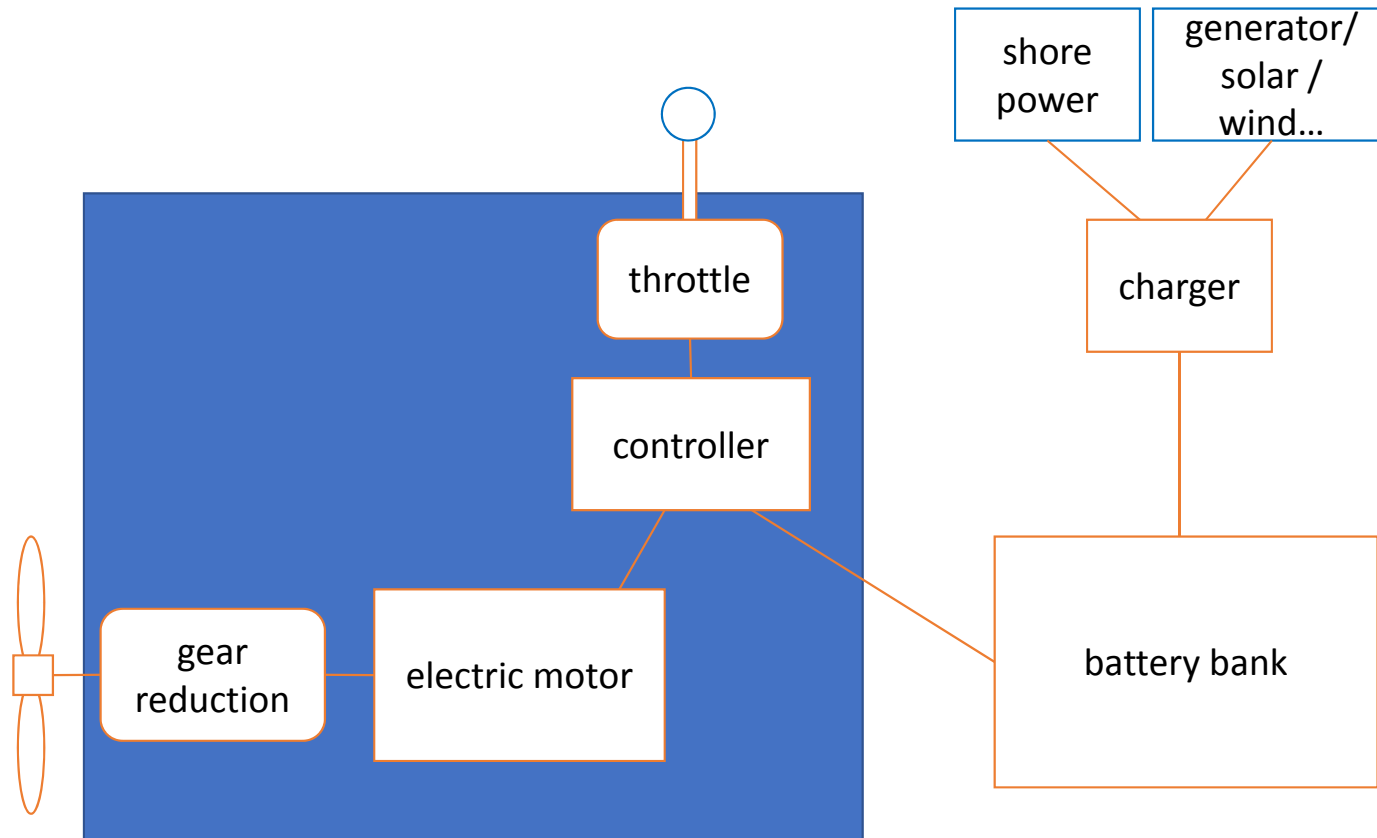 shore
power
generator/
solar /
wind...
throttle
charger
controller
gear
reduction
electric motor
battery bank